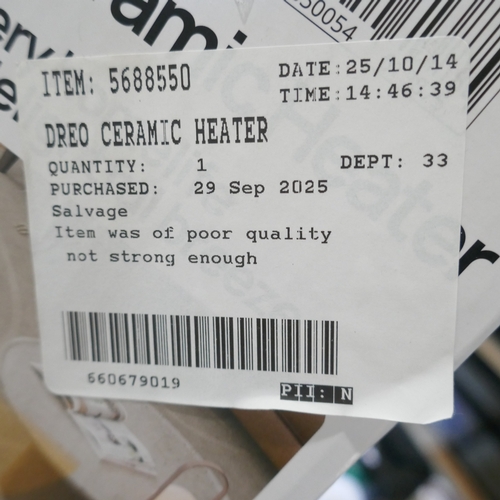 50054
ITEM: 5688550
DATE:25/10/14
TIME:14:46:39
DREO CERAMIC HEATER
QUANTITY: 1 DEPT: 33
PURCHASED: 29 Sep 2025
Salvage
Item was of poor quality
not strong enough
660679019
PII: N